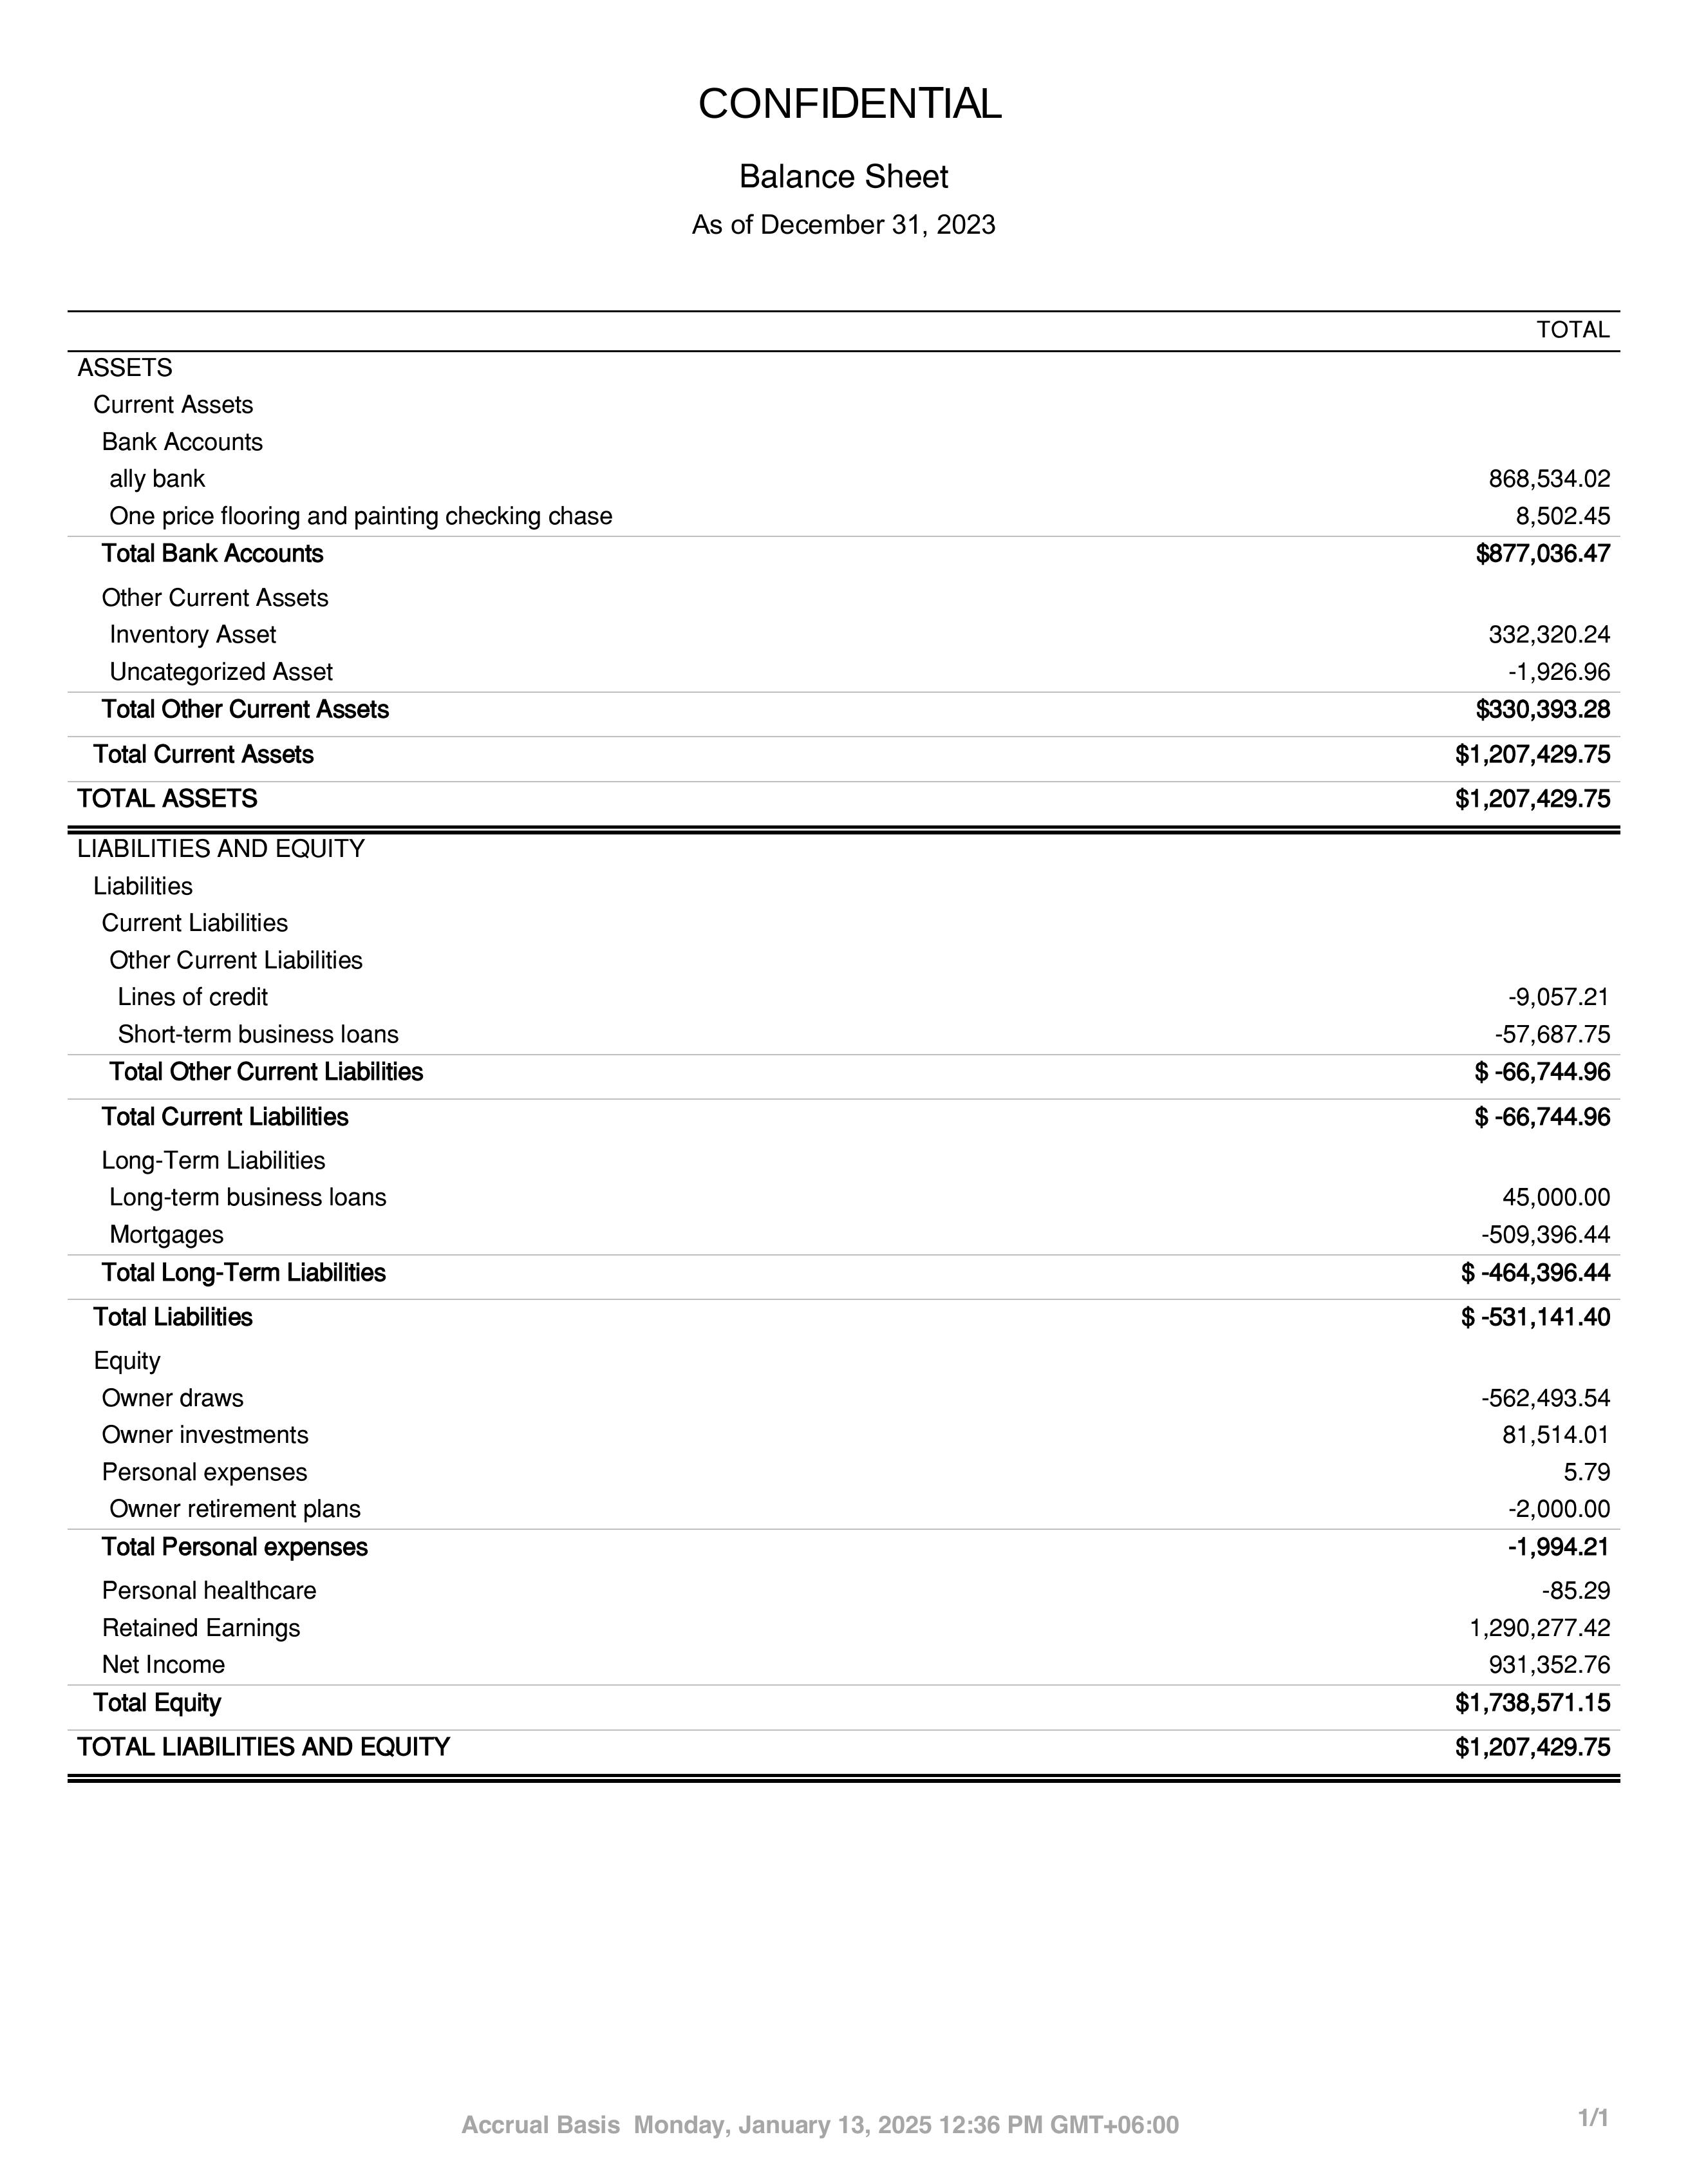 CONFIDENTIAL
Balance Sheet
As of December 31, 2023
TOTAL
ASSETS
Current Assets
Bank Accounts
ally bank 868,534.02
One price flooring and painting checking chase 8,502.45
Total Bank Accounts $877,036.47
Other Current Assets
Inventory Asset 332,320.24
Uncategorized Asset -1,926.96
Total Other Current Assets $330,393.28
Total Current Assets $1,207,429.75
TOTAL ASSETS $1,207,429.75
LIABILITIES AND EQUITY
Liabilities
Current Liabilities
Other Current Liabilities
Lines of credit -9,057.21
Short-term business loans -57,687.75
Total Other Current Liabilities $ -66,744.96
Total Current Liabilities $ -66,744.96
Long-Term Liabilities
Long-term business loans 45,000.00
Mortgages -509,396.44
Total Long-Term Liabilities $ -464,396.44
Total Liabilities $ -531,141.40
Equity
Owner draws -562,493.54
Owner investments 81,514.01
Personal expenses 5.79
Owner retirement plans -2,000.00
Total Personal expenses -1,994.21
Personal healthcare -85.29
Retained Earnings 1,290,277.42
Net Income 931,352.76
Total Equity $1,738,571.15
TOTAL LIABILITIES AND EQUITY $1,207,429.75
Accrual Basis Monday, January 13, 2025 12:36 PM GMT+06:00 1/1